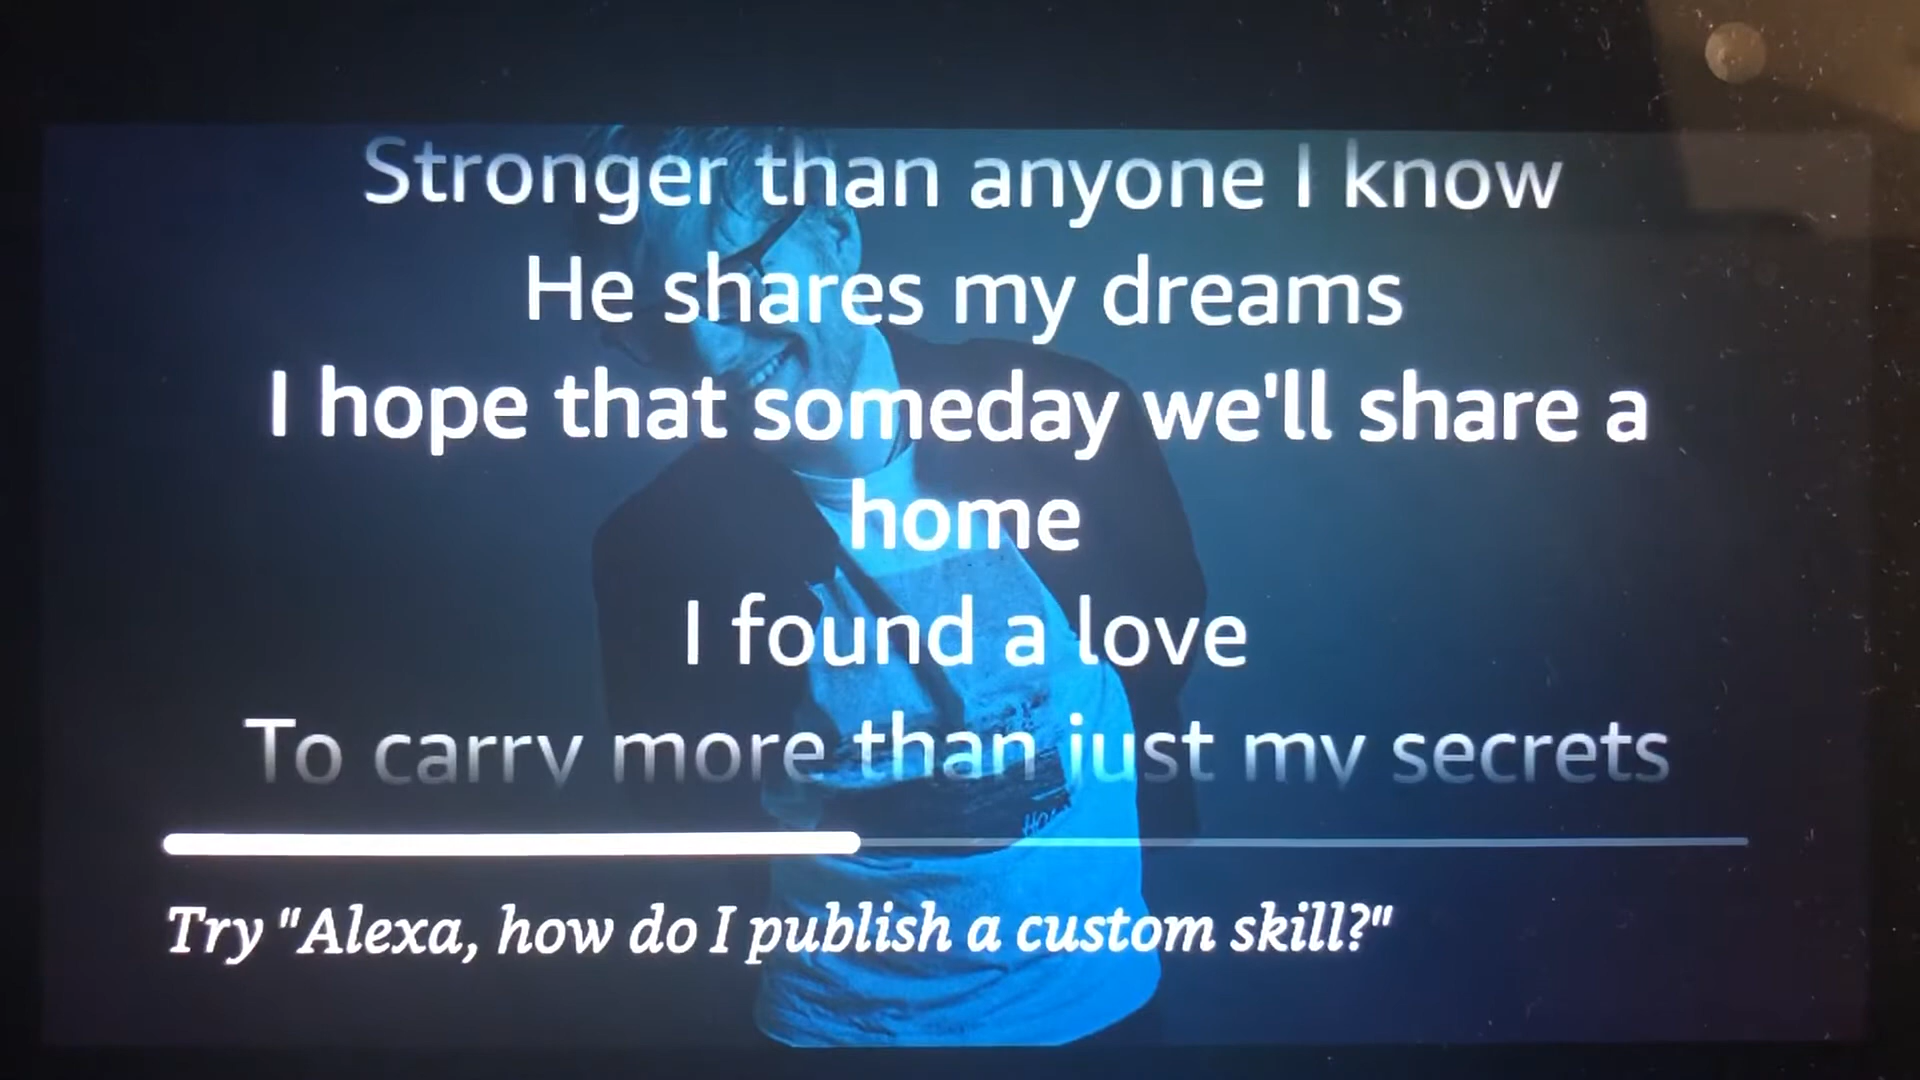 Stronger than anyone I know
He shares my dreams
I hope that someday we'll share a
home
I found a love
To carry more than just my secrets
Try "Alexa, how do I publish a custom skill?"